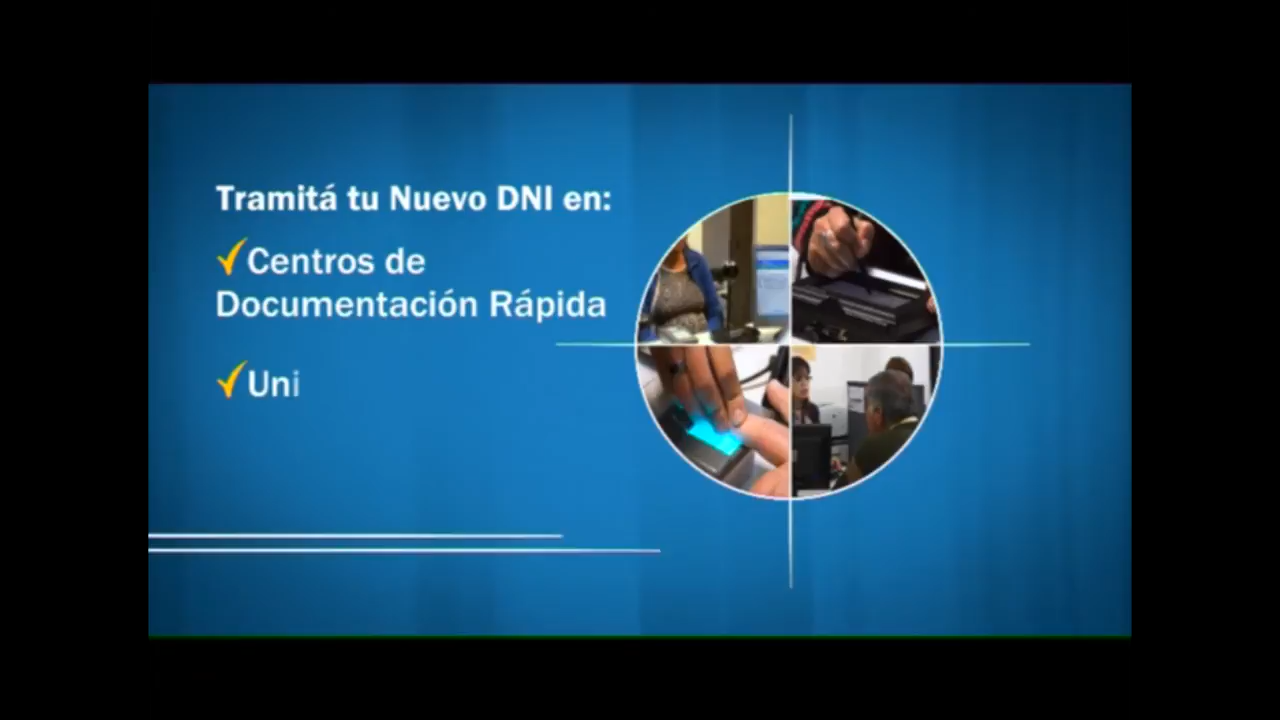 Tramitá tu Nuevo DNI en:
Centros de
Documentación Rápida
Uni